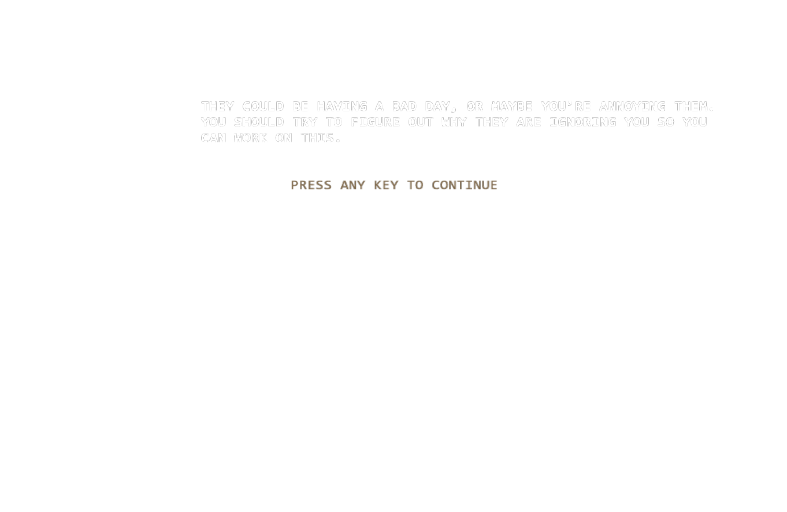 THEY COULD BE HAVING A BAD DAY, OR MAYBE YOU'RE ANNOYING THEM.
YOU SHOULD TRY TO FIGURE OUT WHY THEY ARE IGNORING YOU SO YOU
CAN WORK ON THIS.
PRESS ANY KEY TO CONTINUE